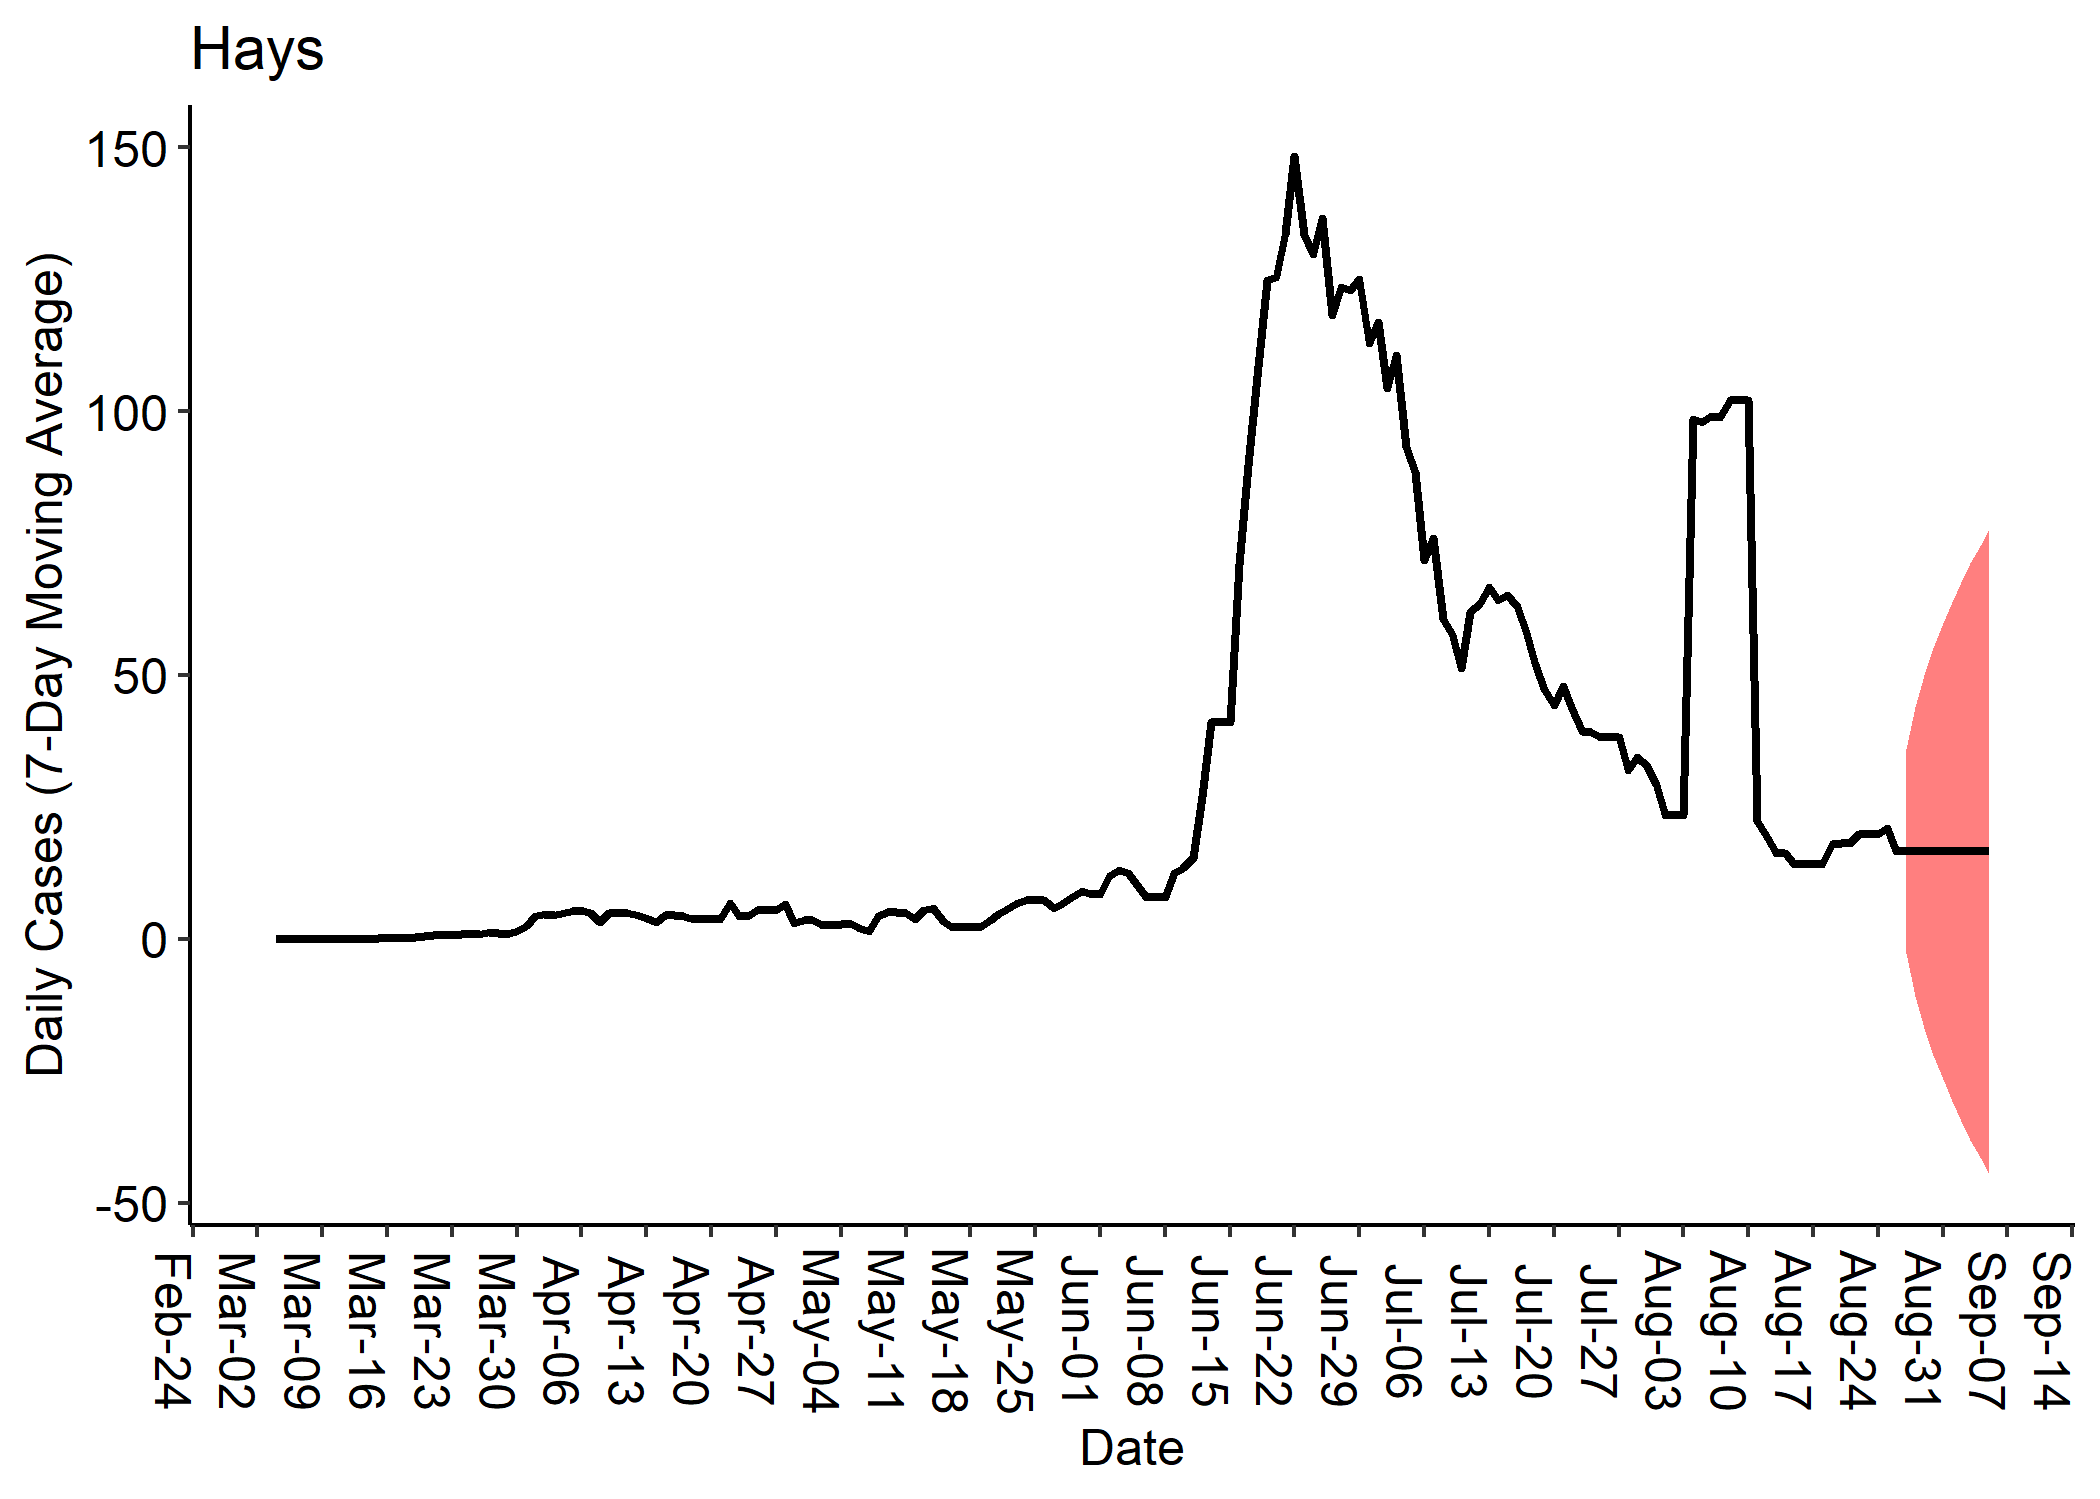 Hays
Daily Cases (7-Day Moving Average)
150
100
50
0
-50
Feb-24
Mar-02
Mar-09
Mar-16
Mar-23
Mar-30
Apr-06
Apr-13
Apr-20
Apr-27
May-04
May-11
May-18
May-25
Jun-01
Jun-08
Jun-15
Jun-22
Jun-29
Jul-06
Jul-13
Jul-20
Jul-27
Aug-03
Aug-10
Aug-17
Aug-24
Aug-31
Sep-07
Sep-14
Date